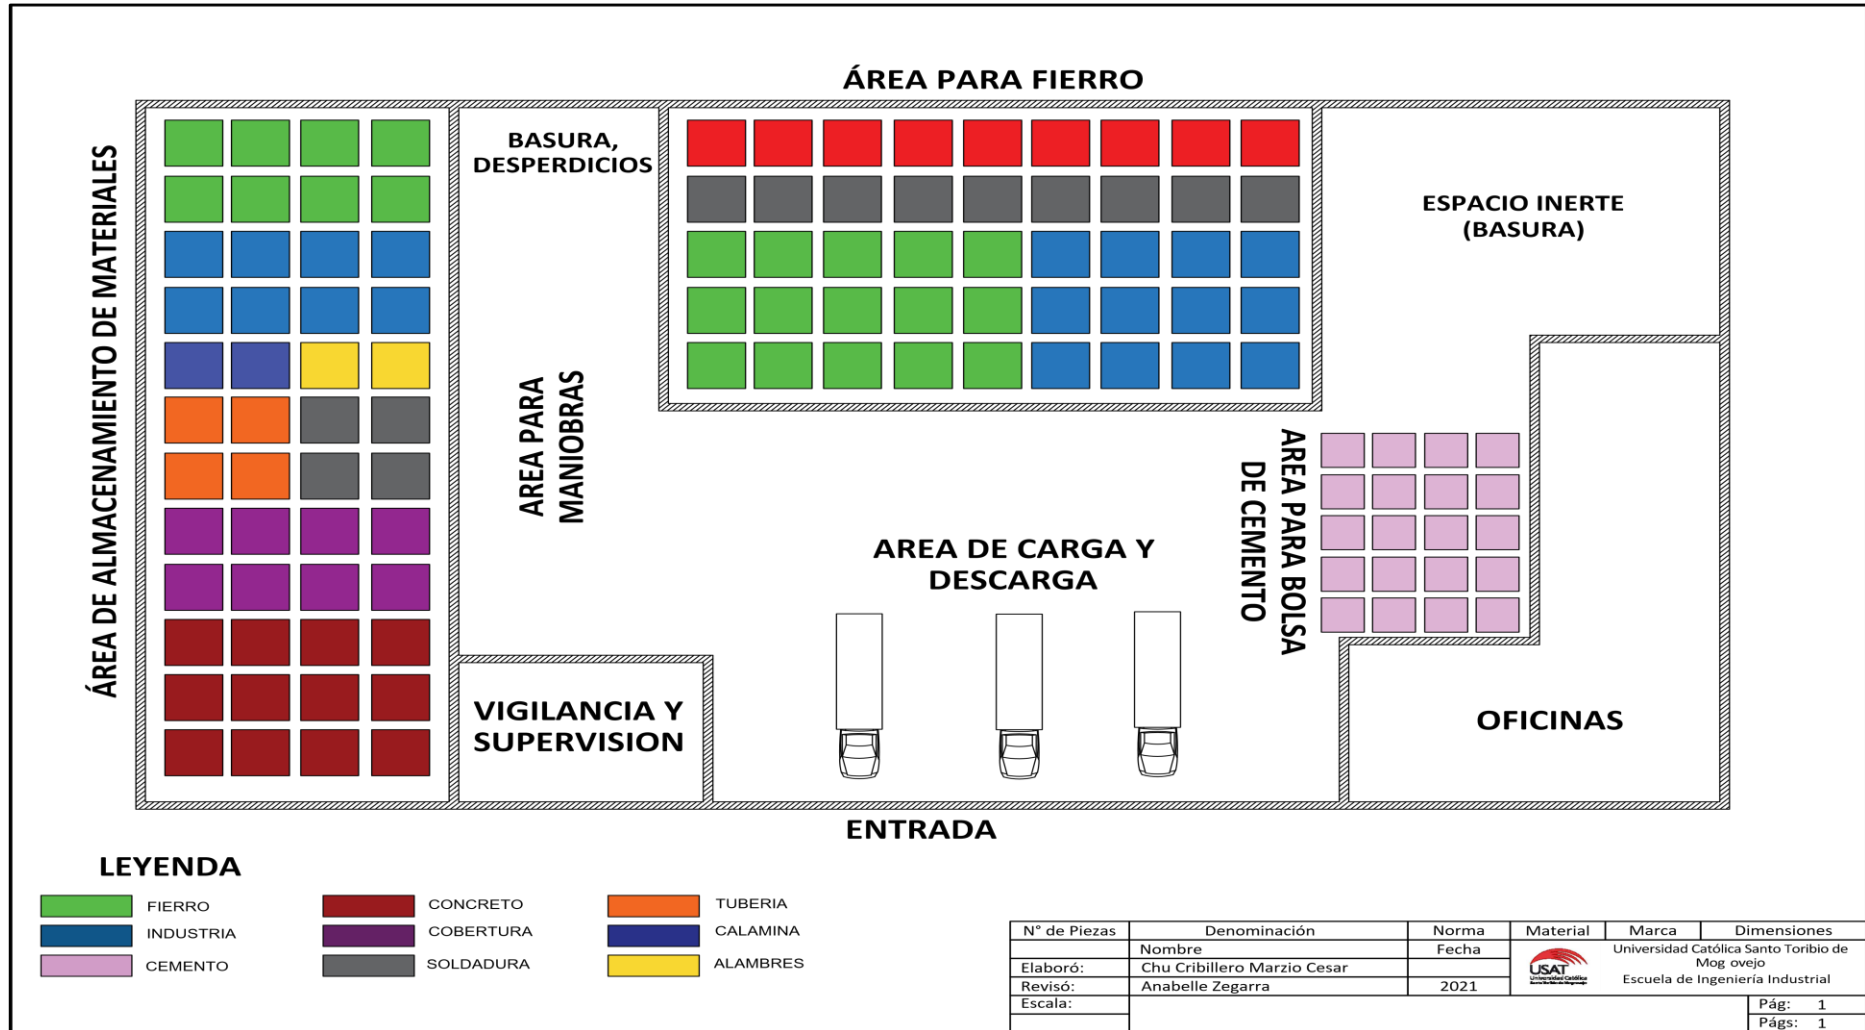 ÁREA PARA FIERRO
ÁREA DE ALMACENAMIENTO DE MATERIALES
BASURA,
DESPERDICIOS
ESPACIO INERTE
(BASURA)
AREA PARA
MANIOBRAS
AREA PARA BOLSA
DE CEMENTO
AREA DE CARGA Y
DESCARGA
VIGILANCIA Y
SUPERVISION
OFICINAS
ENTRADA
LEYENDA
FIERRO
CONCRETO
TUBERIA
INDUSTRIA
COBERTURA
CALAMINA
CEMENTO
SOLDADURA
ALAMBRES
N° de Piezas Denominación Norma Material Marca Dimensiones
Nombre Fecha
Elaboró: Chu Cribillero Marzio Cesar
Revisó: Anabelle Zegarra 2021
Escala:
USAT
Universidad Católica
Universidad Católica Santo Toribio de
Mog ovejo
Escuela de Ingeniería Industrial
Pág: 1
Págs: 1